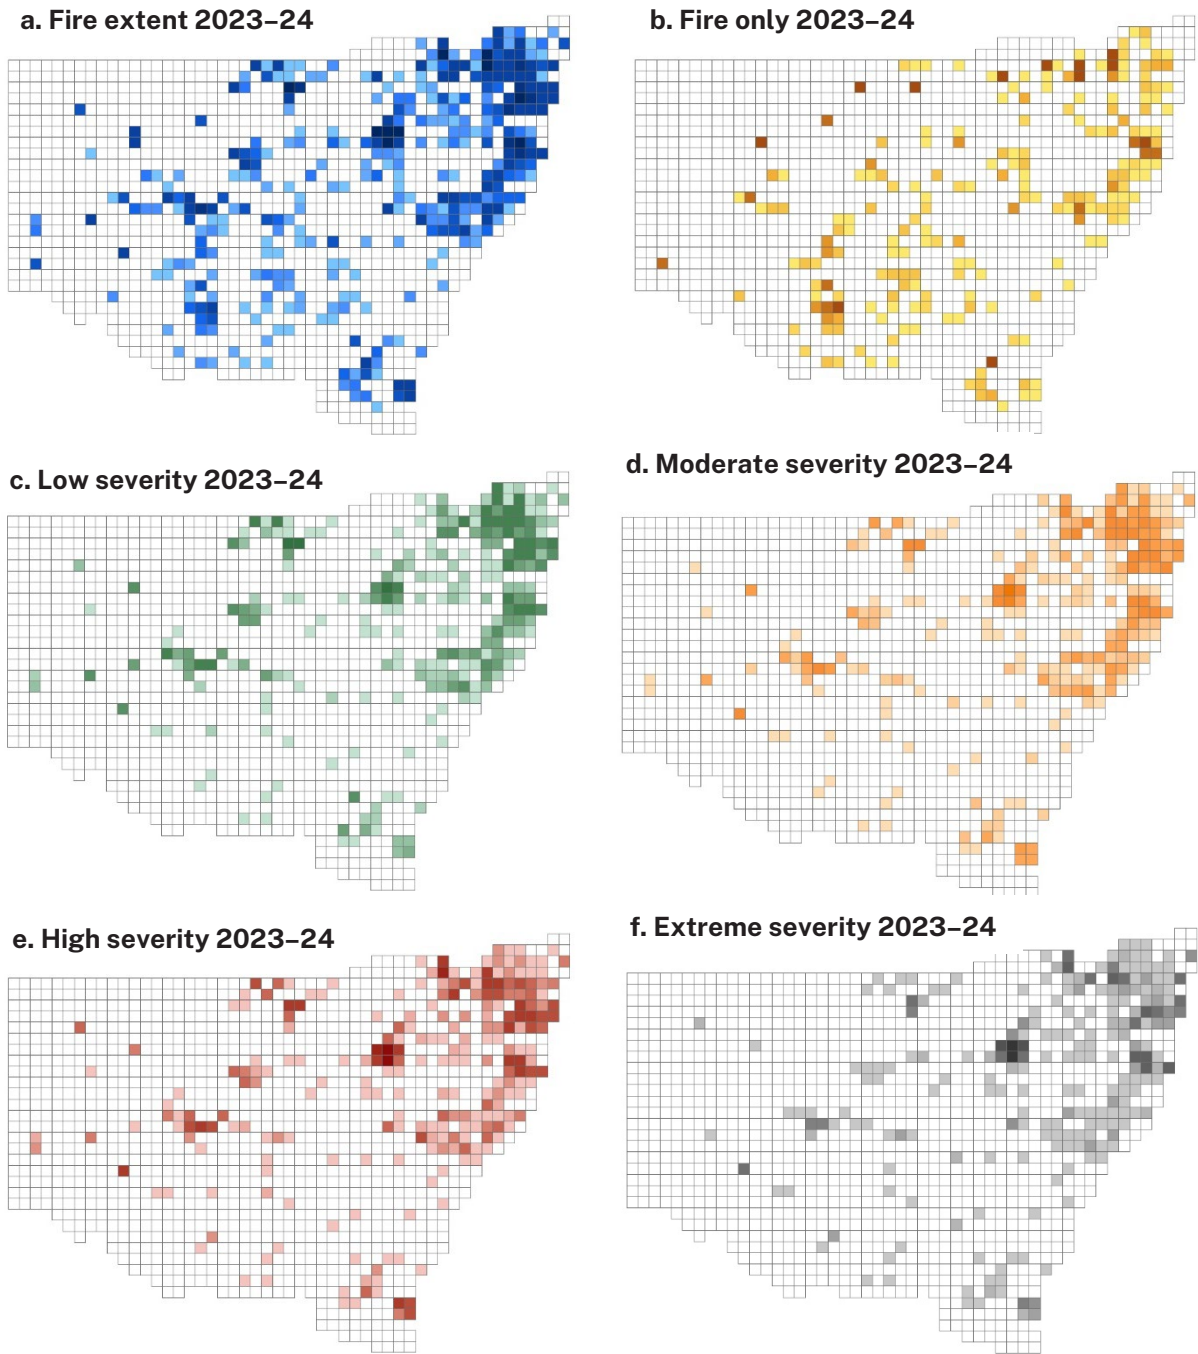 a. Fire extent 2023–24
b. Fire only 2023–24
c. Low severity 2023–24
d. Moderate severity 2023–24
e. High severity 2023–24
f. Extreme severity 2023–24